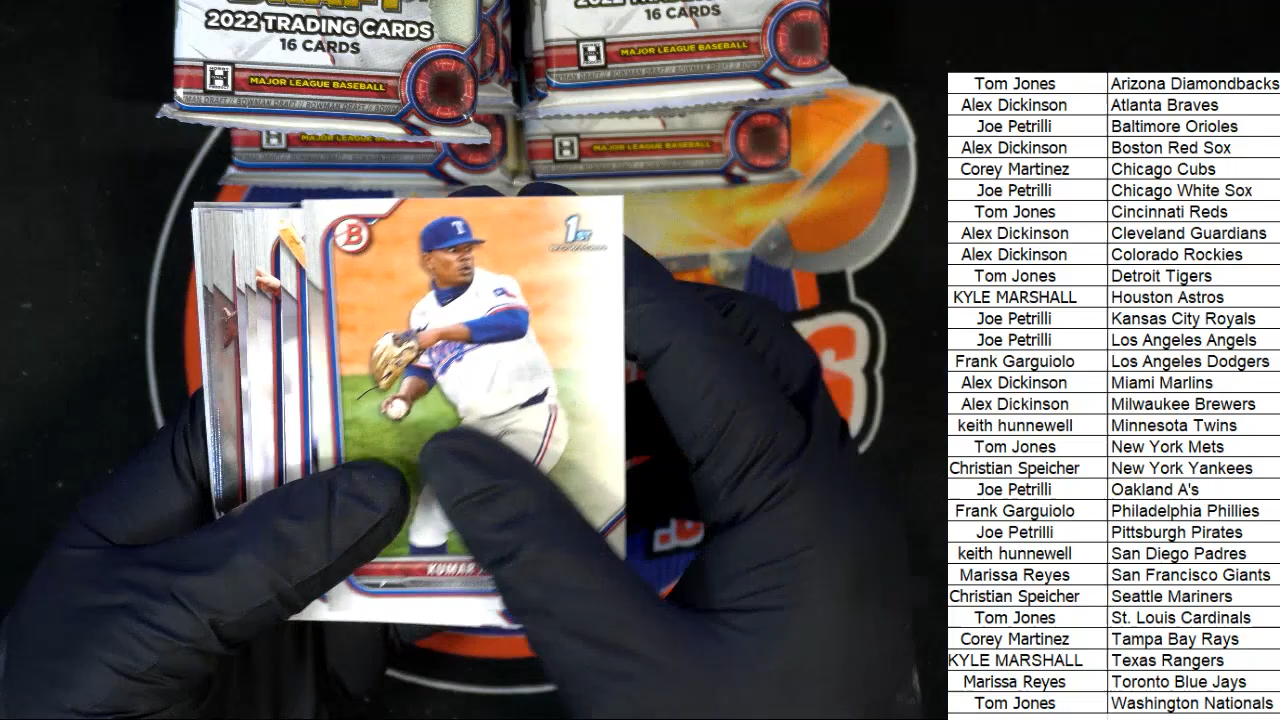 2022 TRADING CARDS
16 CARDS
MAJOR LEAGUE BASEBALL
16 CARDS
MAJOR LEAGUE BASEBALL
MAJOR LEAGUE BASEBALL
MAJOR LEAGUE BASEBALL
B
1ST
KUMAR
Tom Jones Arizona Diamondbacks
Alex Dickinson Atlanta Braves
Joe Petrilli Baltimore Orioles
Alex Dickinson Boston Red Sox
Corey Martinez Chicago Cubs
Joe Petrilli Chicago White Sox
Tom Jones Cincinnati Reds
Alex Dickinson Cleveland Guardians
Alex Dickinson Colorado Rockies
Tom Jones Detroit Tigers
KYLE MARSHALL Houston Astros
Joe Petrilli Kansas City Royals
Joe Petrilli Los Angeles Angels
Frank Garguiolo Los Angeles Dodgers
Alex Dickinson Miami Marlins
Alex Dickinson Milwaukee Brewers
keith hunnewell Minnesota Twins
Tom Jones New York Mets
Christian Speicher New York Yankees
Joe Petrilli Oakland A's
Frank Garguiolo Philadelphia Phillies
Joe Petrilli Pittsburgh Pirates
keith hunnewell San Diego Padres
Marissa Reyes San Francisco Giants
Christian Speicher Seattle Mariners
Tom Jones St. Louis Cardinals
Corey Martinez Tampa Bay Rays
KYLE MARSHALL Texas Rangers
Marissa Reyes Toronto Blue Jays
Tom Jones Washington Nationals